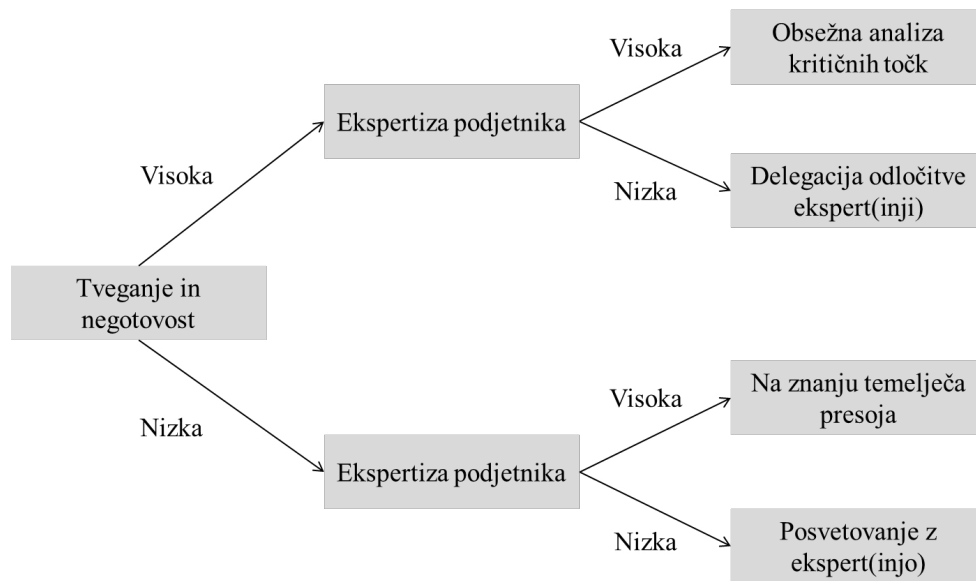 Visoka
Obsežna analiza
kritičnih točk
Ekspertiza podjetnika
Visoka
Nizka
Delegacija odločitve
ekspert(inji)
Tveganje in
negotovost
Nizka
Visoka
Na znanju temelječa
presoja
Ekspertiza podjetnika
Nizka
Posvetovanje z
ekspert(injo)